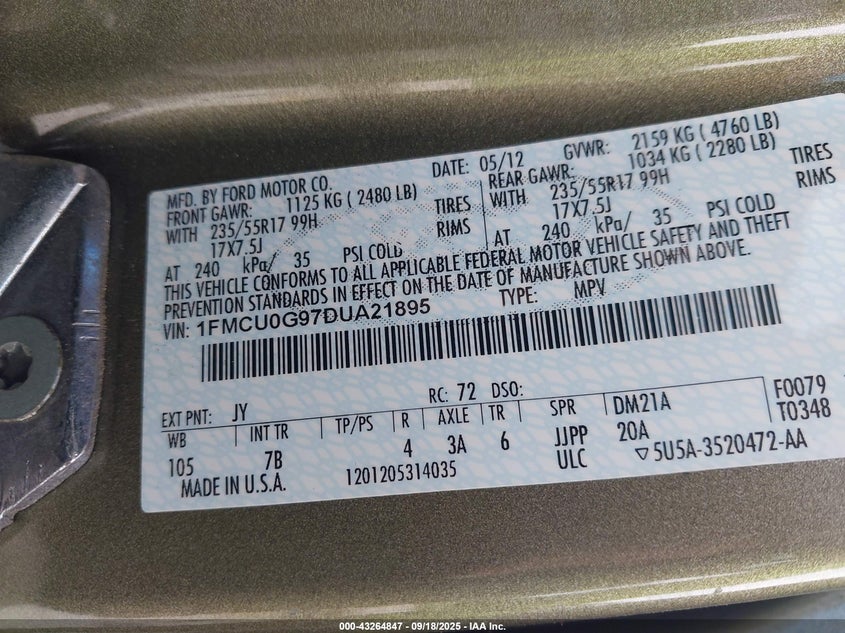 MFD. BY FORD MOTOR CO. DATE: 05/12 GVWR: 2159 KG ( 4760 LB)
FRONT GAWR: 1125 KG ( 2480 LB) REAR GAWR: 1034 KG ( 2280 LB)
WITH 235/55R17 99H TIRES WITH 235/55R17 99H TIRES
17X7.5J RIMS 17X7.5J RIMS
AT 240 kPa/ 35 PSI COLD AT 240 kPa/ 35 PSI COLD
THIS VEHICLE CONFORMS TO ALL APPLICABLE FEDERAL MOTOR VEHICLE SAFETY AND THEFT
PREVENTION STANDARDS IN EFFECT ON THE DATE OF MANUFACTURE SHOWN ABOVE.
VIN: 1FMCU0G97DUA21895 TYPE: MPV
EXT PNT: JY RC: 72 DSO: F0079
WB INT TR TP/PS R AXLE TR SPR DM21A T0348
105 7B 4 3A 6 JJPP 20A
MADE IN U.S.A. 1201205314035 ULC ▽5U5A-3520472-AA
000-43264847 - 09/18/2025 - IAA Inc.